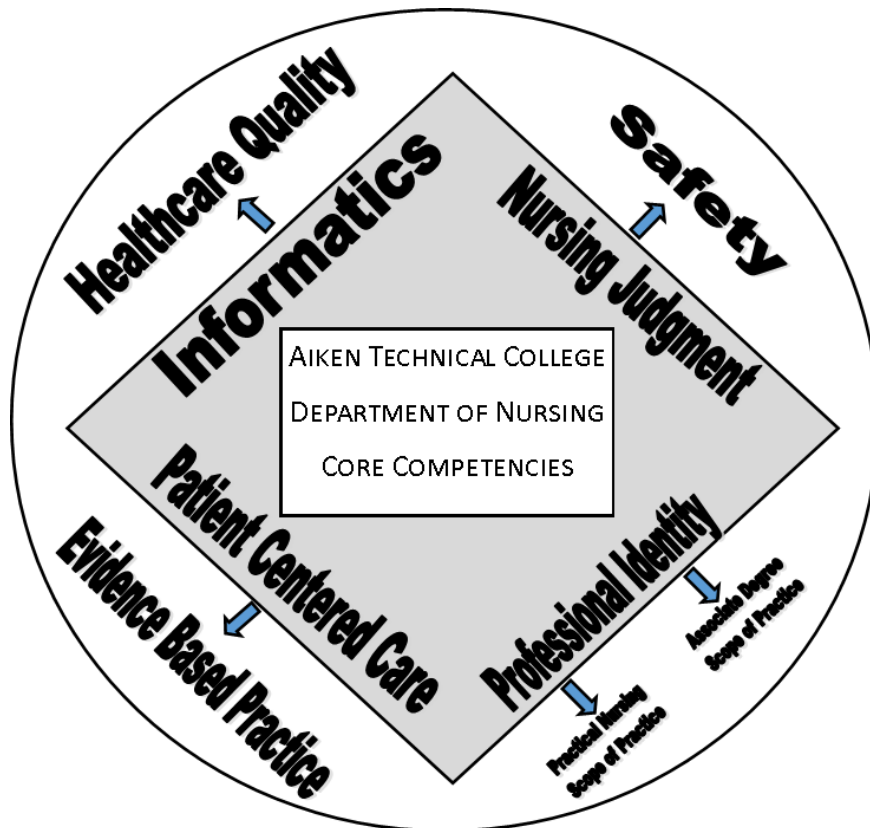 Healthcare Quality
Safety
Informatics
Nursing Judgment
AIKEN TECHNICAL COLLEGE
DEPARTMENT OF NURSING
CORE COMPETENCIES
Patient Centered Care
Professional Identity
Evidence Based Practice
Practical Nursing
Scope of Practice
Associate Degree
Scope of Practice